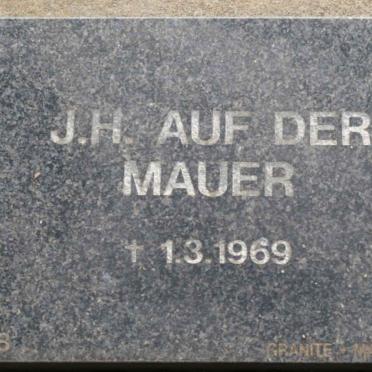 J.H. AUF DER
MAUER
† 1.3.1969
GRANITE •